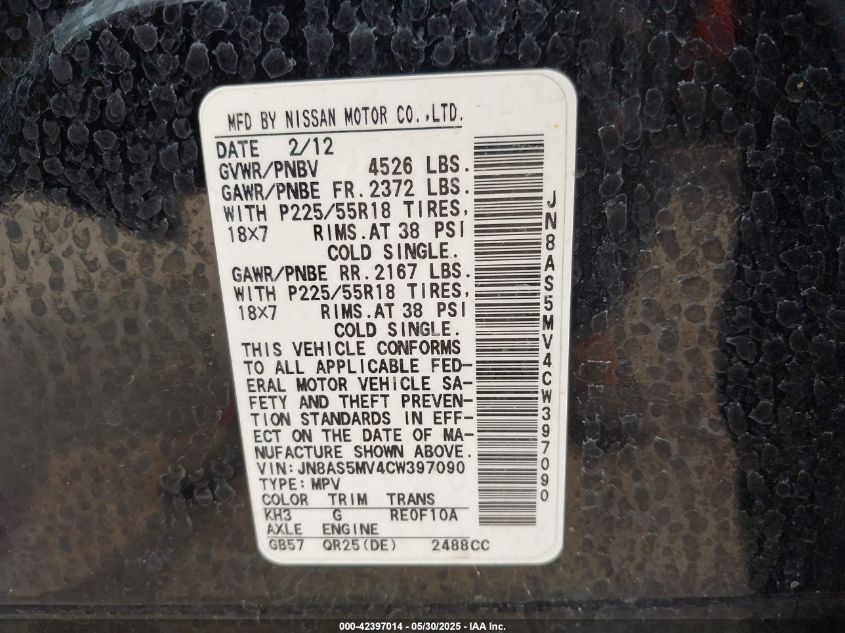 MFD BY NISSAN MOTOR CO.,LTD.
DATE 2/12
GVWR/PNBV 4526 LBS.
GAWR/PNBE FR.2372 LBS.
WITH P225/55R18 TIRES,
18X7 RIMS.AT 38 PSI
COLD SINGLE.
GAWR/PNBE RR.2167 LBS.
WITH P225/55R18 TIRES,
18X7 RIMS.AT 38 PSI
COLD SINGLE.
THIS VEHICLE CONFORMS
TO ALL APPLICABLE FED-
ERAL MOTOR VEHICLE SA-
FETY AND THEFT PREVEN-
TION STANDARDS IN EFF-
ECT ON THE DATE OF MA-
NUFACTURE SHOWN ABOVE.
VIN:JN8AS5MV4CW397090
TYPE:MPV
COLOR TRIM TRANS
KH3 G RE0F10A
AXLE ENGINE
GB57 QR25(DE) 2488CC
JN8AS5MV4CW397090
000-42397014 - 05/30/2025 - IAA Inc.